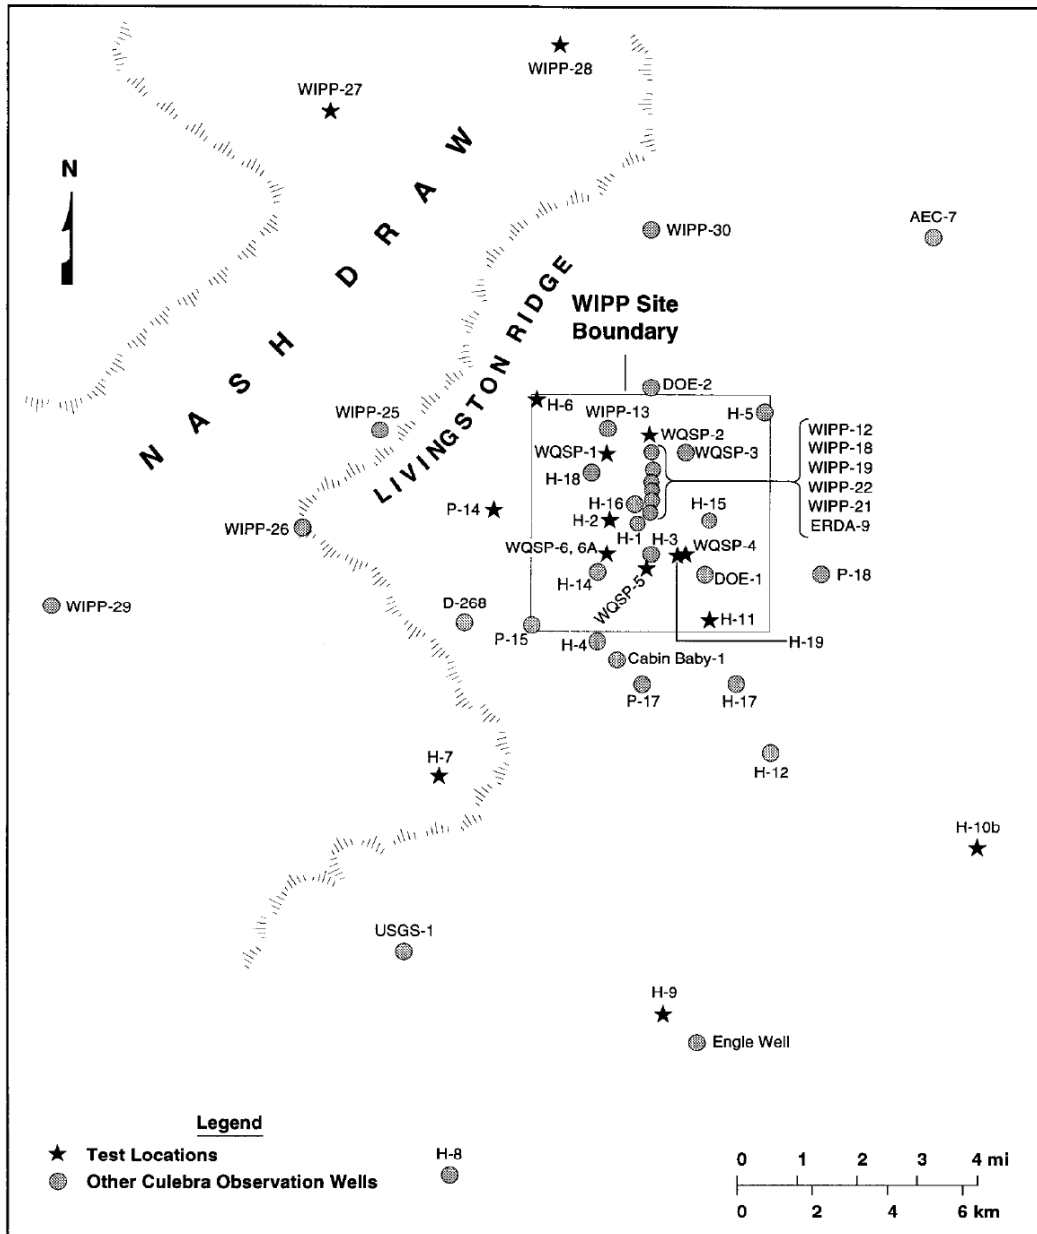 WIPP-28
WIPP-27
N
NASH DRAW
AEC-7
WIPP-30
LIVINGSTON RIDGE
WIPP Site
Boundary
DOE-2
H-6
WIPP-25
WIPP-13
H-5
WQSP-2
WIPP-12
WIPP-18
WIPP-19
WIPP-22
WIPP-21
ERDA-9
WQSP-1
WQSP-3
H-18
P-14
H-16
H-15
H-2
WIPP-26
H-1
H-3
WQSP-6, 6A
WQSP-4
H-14
WQSP-5
DOE-1
P-18
WIPP-29
D-268
H-11
P-15
H-4
H-19
Cabin Baby-1
P-17
H-17
H-7
H-12
H-10b
USGS-1
H-9
Engle Well
Legend
Test Locations
Other Culebra Observation Wells
H-8
0 1 2 3 4 mi
0 2 4 6 km